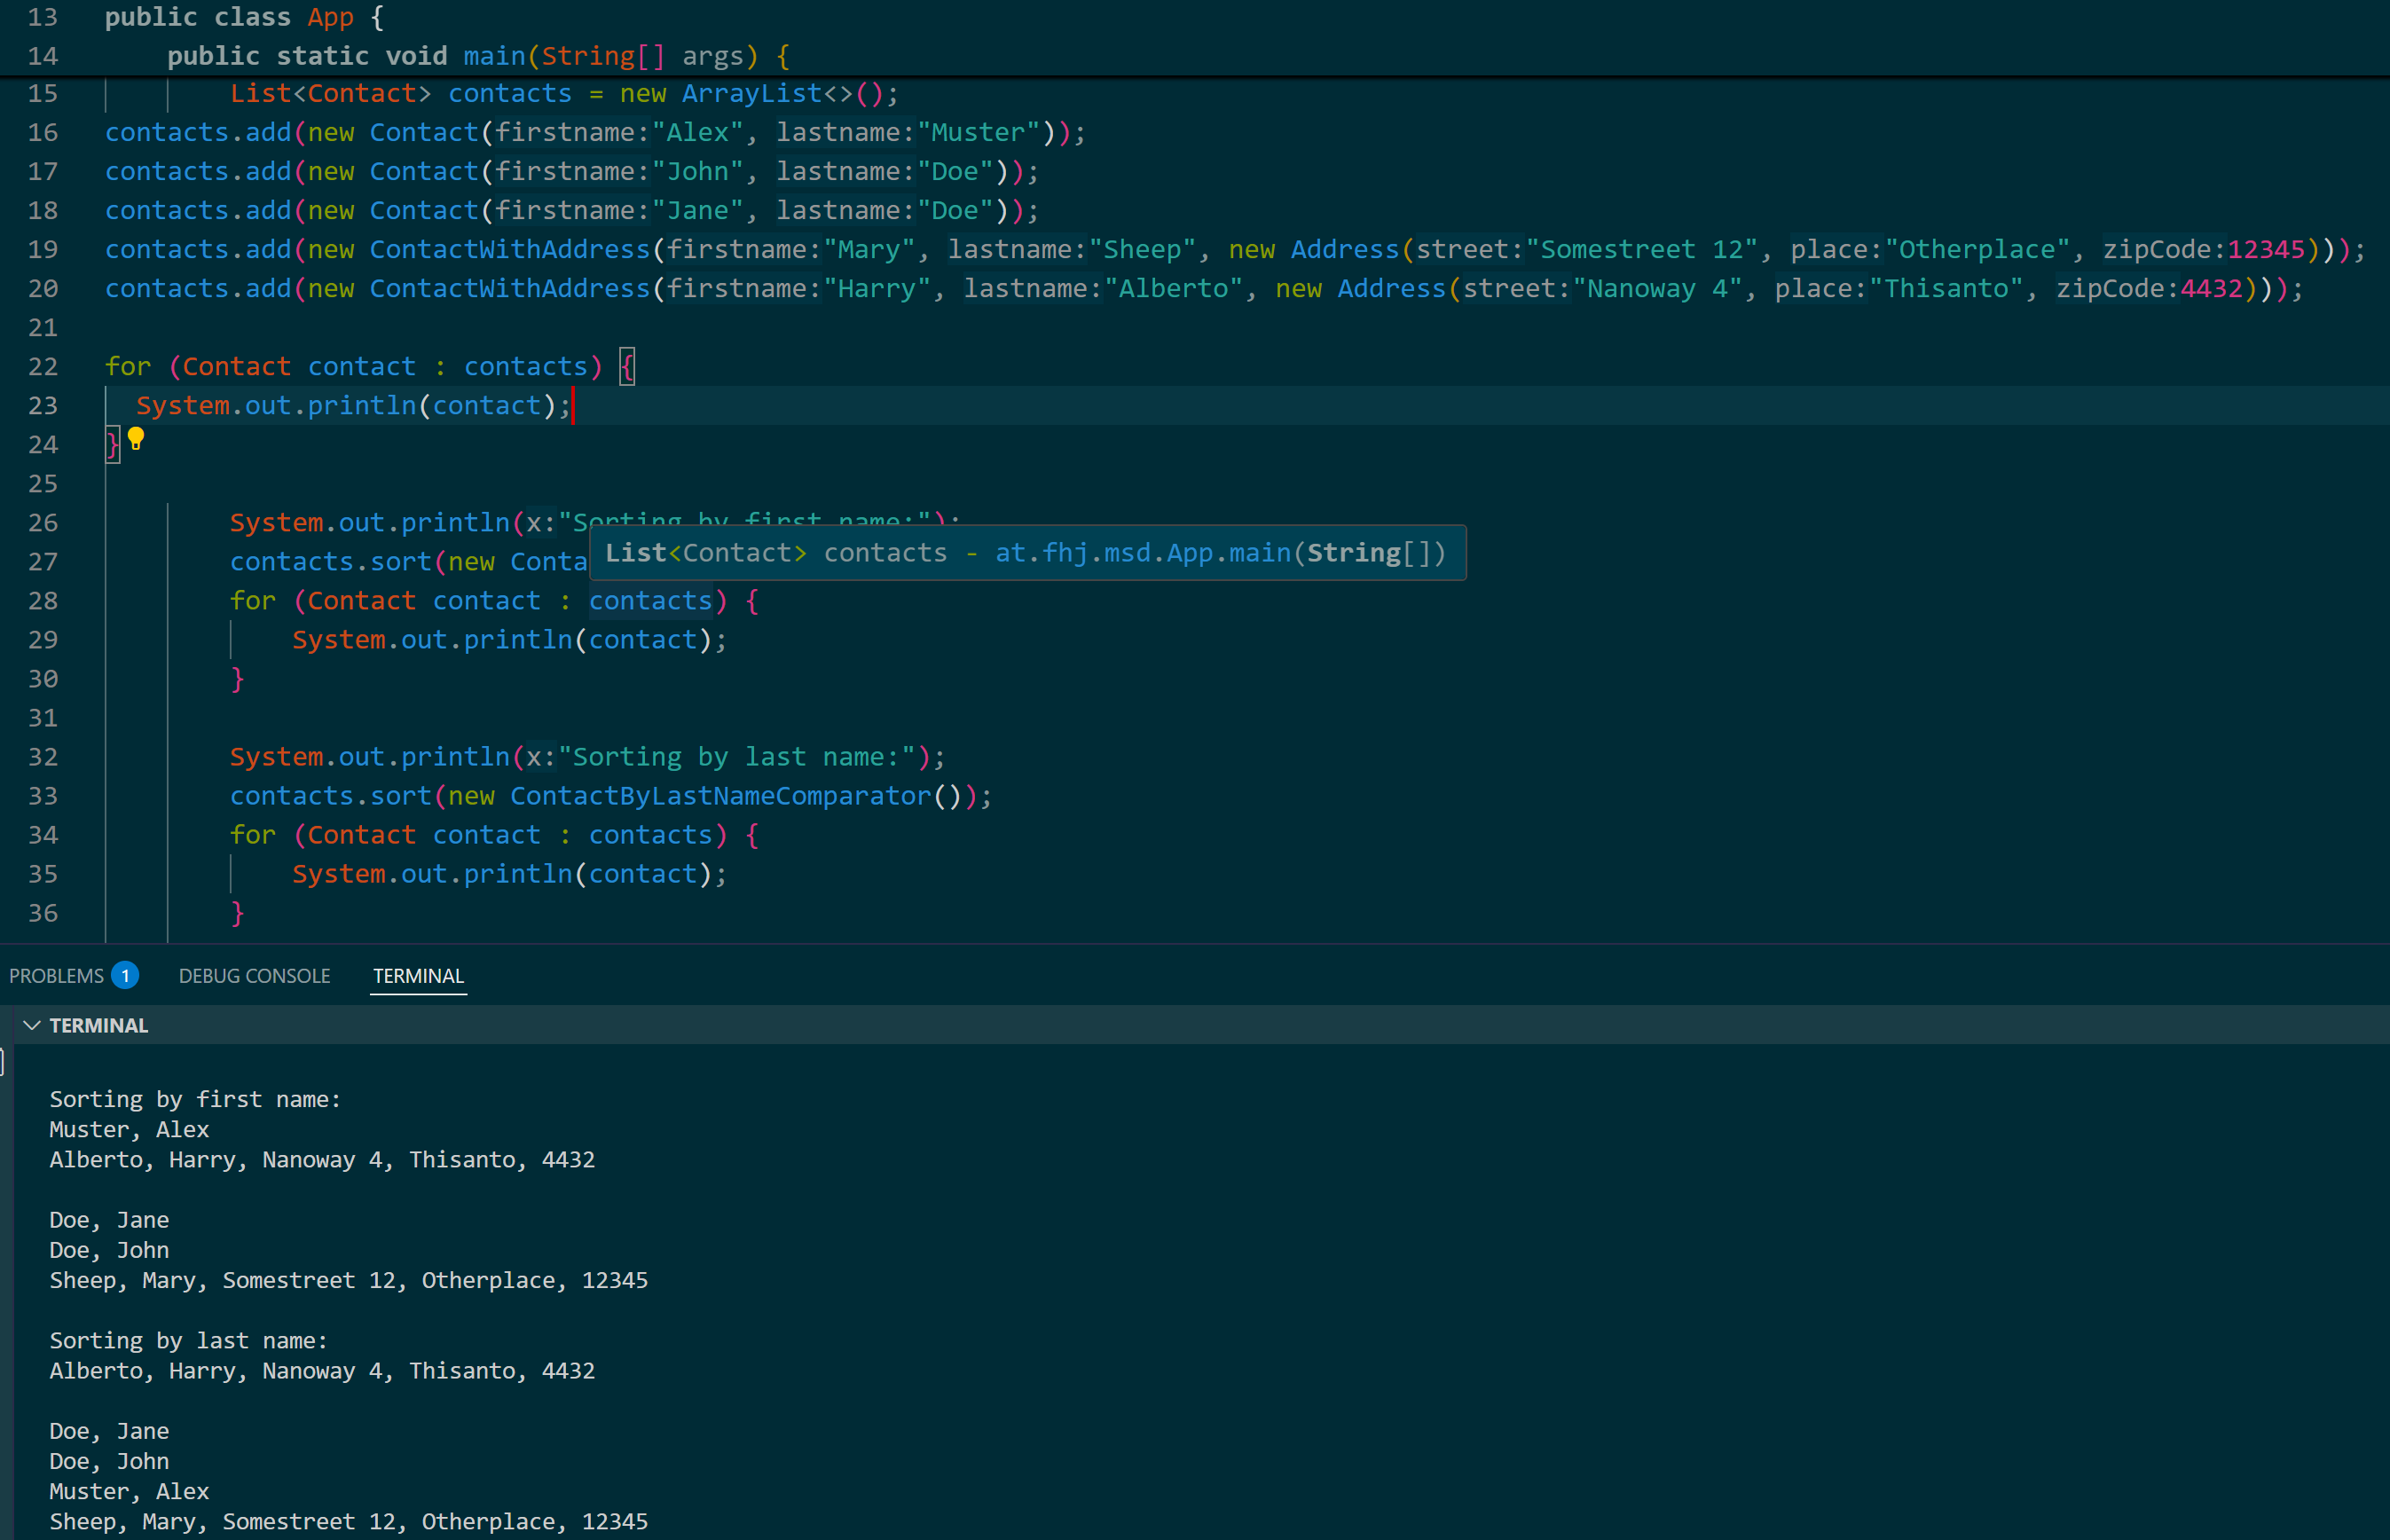 13 public class App {
14 public static void main(String[] args) {
15 List<Contact> contacts = new ArrayList<>();
16 contacts.add(new Contact(firstname:"Alex", lastname:"Muster"));
17 contacts.add(new Contact(firstname:"John", lastname:"Doe"));
18 contacts.add(new Contact(firstname:"Jane", lastname:"Doe"));
19 contacts.add(new ContactWithAddress(firstname:"Mary", lastname:"Sheep", new Address(street:"Somestreet 12", place:"Otherplace", zipCode:12345)));
20 contacts.add(new ContactWithAddress(firstname:"Harry", lastname:"Alberto", new Address(street:"Nanoway 4", place:"Thisanto", zipCode:4432)));
21
22 for (Contact contact : contacts) {
23 System.out.println(contact);
24 }
25
26 System.out.println(x:"Sorting by first name:");
List<Contact> contacts - at.fhj.msd.App.main(String[])
27 contacts.sort(new Conta
28 for (Contact contact : contacts) {
29 System.out.println(contact);
30 }
31
32 System.out.println(x:"Sorting by last name:");
33 contacts.sort(new ContactByLastNameComparator());
34 for (Contact contact : contacts) {
35 System.out.println(contact);
36 }
PROBLEMS 1 DEBUG CONSOLE TERMINAL
TERMINAL
Sorting by first name:
Muster, Alex
Alberto, Harry, Nanoway 4, Thisanto, 4432
Doe, Jane
Doe, John
Sheep, Mary, Somestreet 12, Otherplace, 12345
Sorting by last name:
Alberto, Harry, Nanoway 4, Thisanto, 4432
Doe, Jane
Doe, John
Muster, Alex
Sheep, Mary, Somestreet 12, Otherplace, 12345